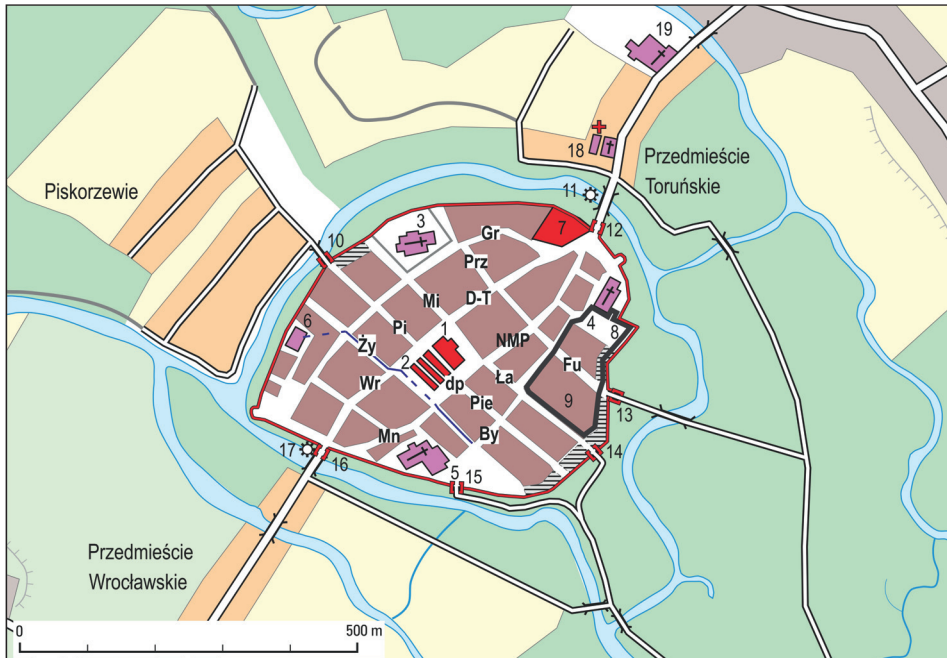 19
Piskorzewie
18
Przedmieście
Toruńskie
11
3
7
12
10
Gr
Prz
Mi
D-T
1
Pi
6
NMP
4
8
Ży
2
Fu
Wr
dp
Ła
9
Pie
13
Mn
By
17
16
14
5
15
Przedmieście
Wrocławskie
0
500 m